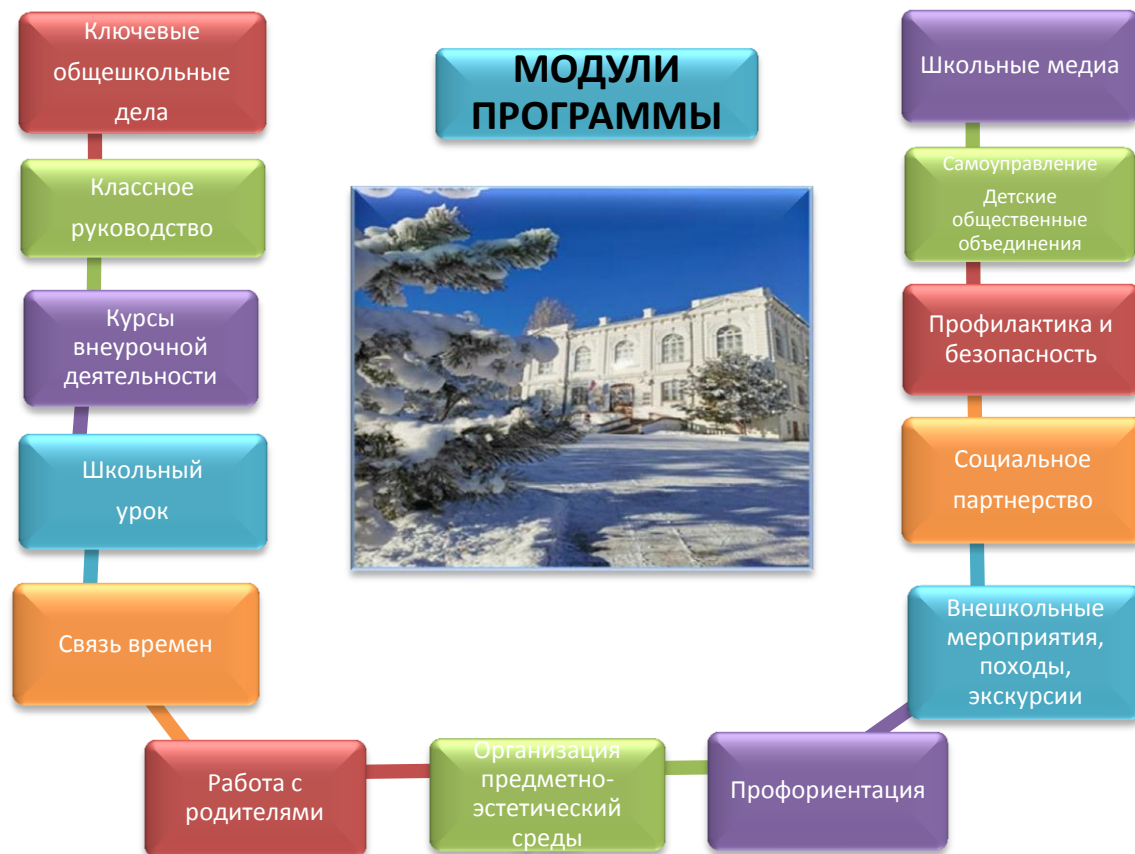 МОДУЛИ
ПРОГРАММЫ
Ключевые
общешкольные
дела
Классное
руководство
Курсы
внеурочной
деятельности
Школьный
урок
Связь времен
Работа с
родителями
Организация
предметно-
эстетический
среды
Профориентация
Внешкольные
мероприятия,
походы,
экскурсии
Социальное
партнерство
Профилактика и
безопасность
Самоуправление
Детские
общественные
объединения
Школьные медиа